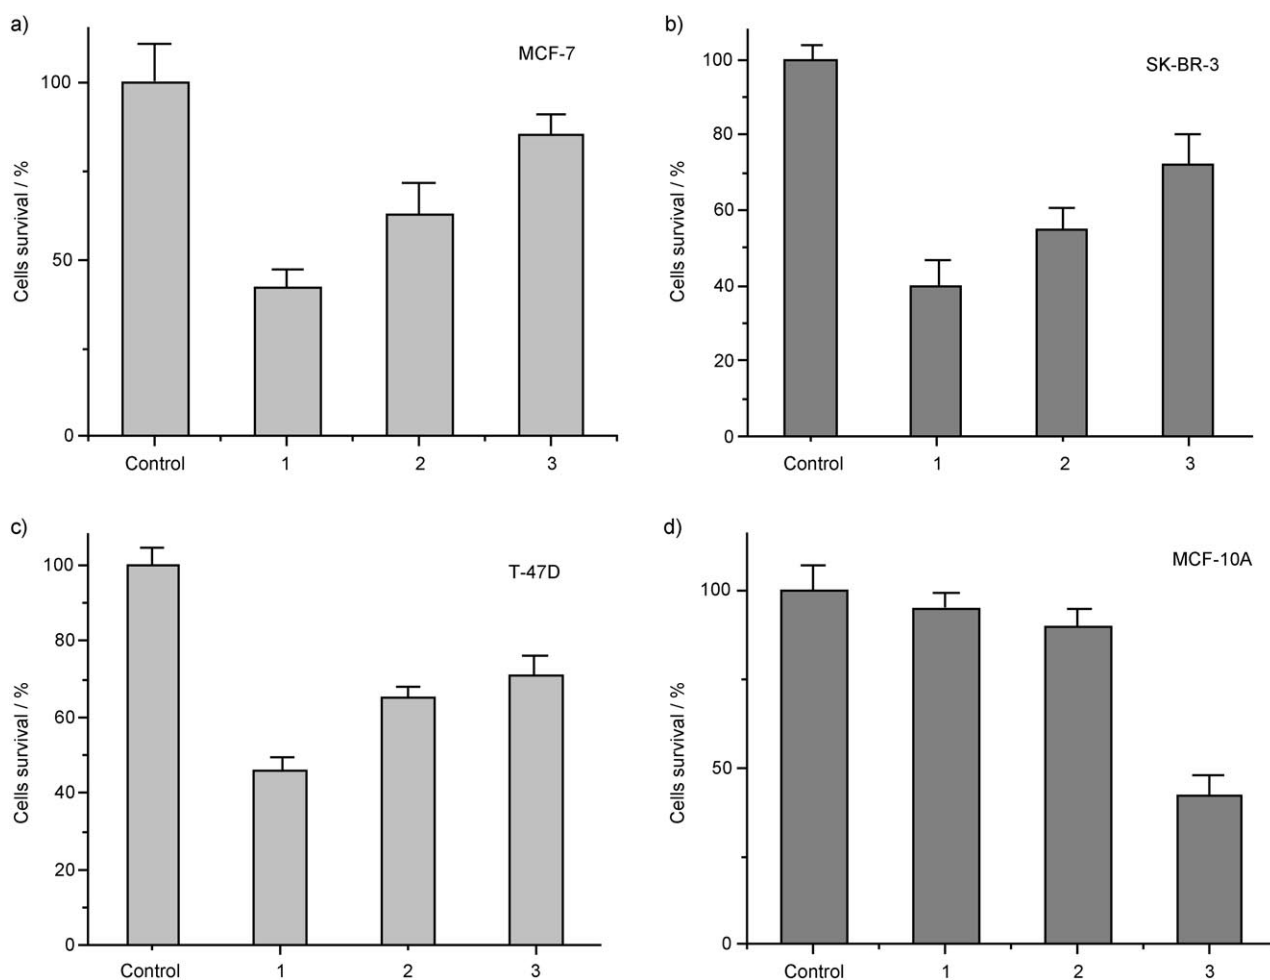 a)
MCF-7
Cells survival / %
100
50
0
Control 1 2 3
b)
SK-BR-3
Cells survival / %
100
80
60
40
20
0
Control 1 2 3
c)
T-47D
Cells survival / %
100
80
60
40
20
0
Control 1 2 3
d)
MCF-10A
Cells survival / %
100
50
0
Control 1 2 3